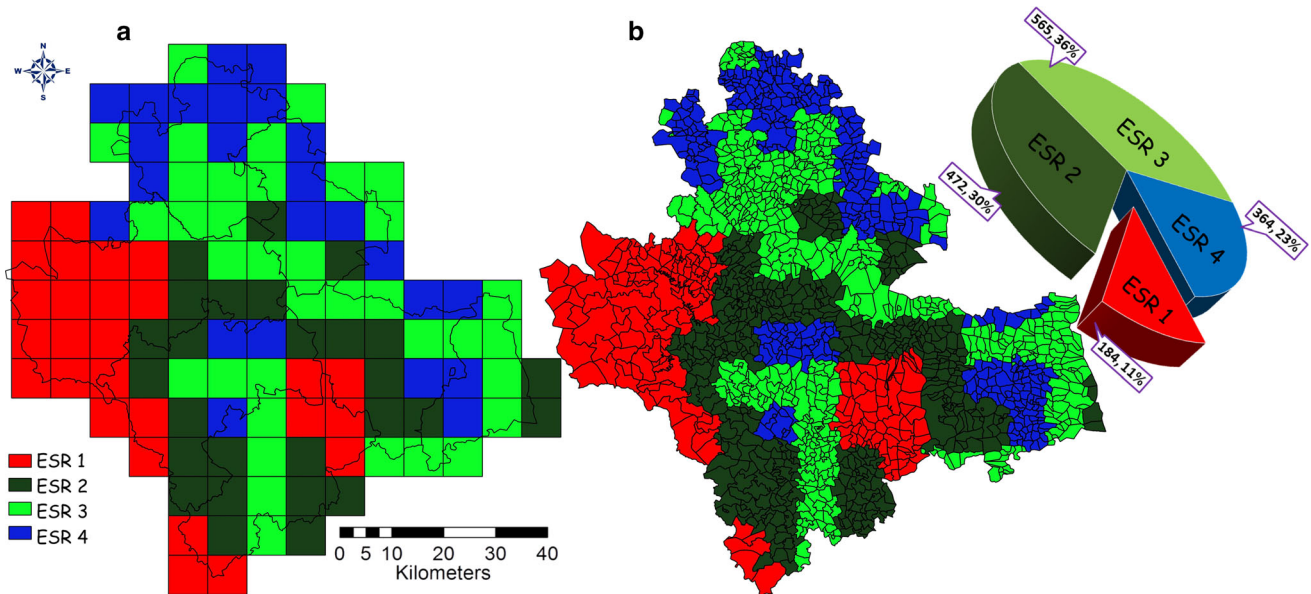 a
b
N
W
E
S
565, 36%
ESR 3
ESR 2
472, 30%
ESR 4
364, 23%
ESR 1
184, 11%
ESR 1
ESR 2
ESR 3
ESR 4
0 5 10 20 30 40
Kilometers